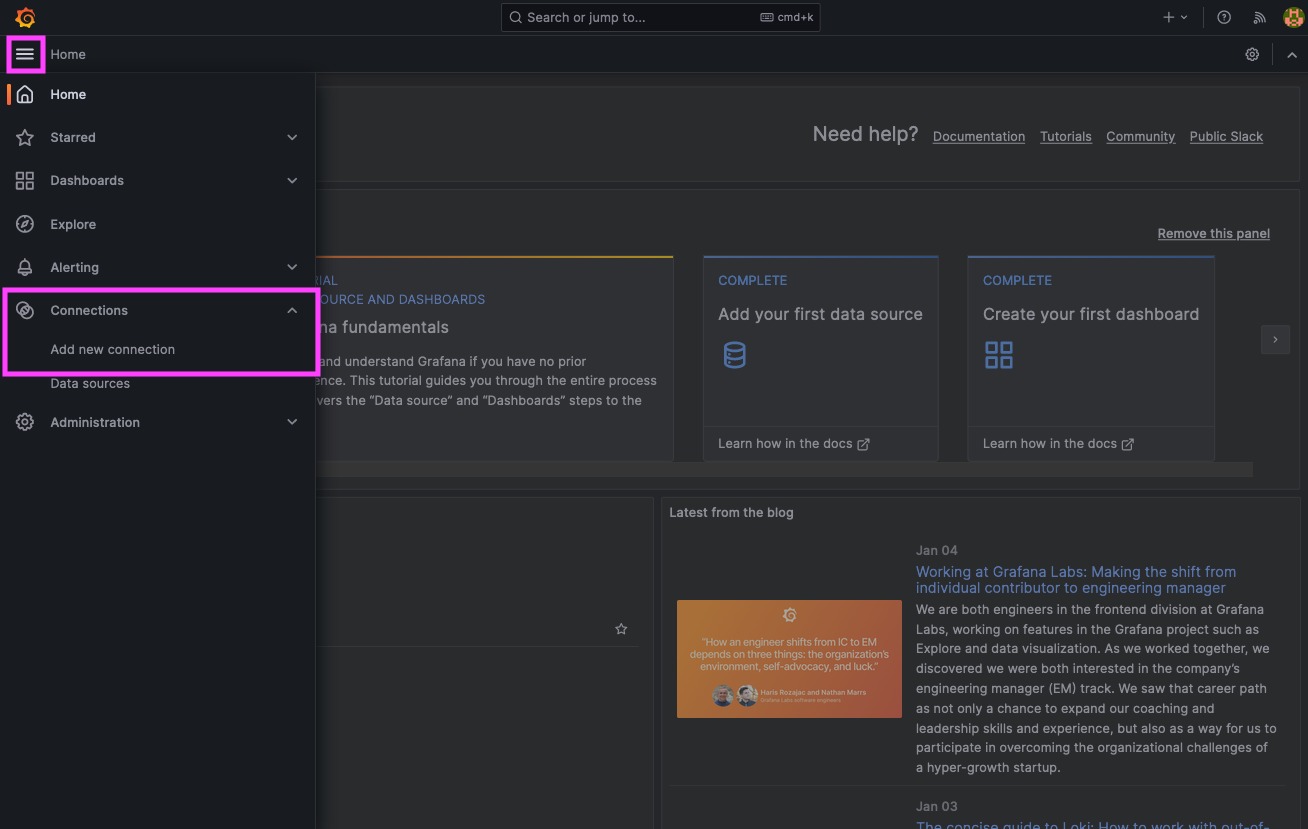 Search or jump to...
cmd+k
Home
Home
Starred
Dashboards
Explore
Alerting
Connections
Add new connection
Data sources
Administration
Need help?
Documentation
Tutorials
Community
Public Slack
Remove this panel
RIAL
OURCE AND DASHBOARDS
na fundamentals
and understand Grafana if you have no prior
ence. This tutorial guides you through the entire process
vers the “Data source” and “Dashboards” steps to the
COMPLETE
Add your first data source
Learn how in the docs
COMPLETE
Create your first dashboard
Learn how in the docs
Latest from the blog
"How an engineer shifts from IC to EM
depends on three things: the organization's
environment, self-advocacy, and luck."
Haris Rozajac and Nathan Marrs
Grafana Labs software engineers
Jan 04
Working at Grafana Labs: Making the shift from
individual contributor to engineering manager
We are both engineers in the frontend division at Grafana
Labs, working on features in the Grafana project such as
Explore and data visualization. As we worked together, we
discovered we were both interested in the company’s
engineering manager (EM) track. We saw that career path
as not only a chance to expand our coaching and
leadership skills and experience, but also as a way for us to
participate in overcoming the organizational challenges of
a hyper-growth startup.
Jan 03
The concise guide to Loki: How to work with out-of-